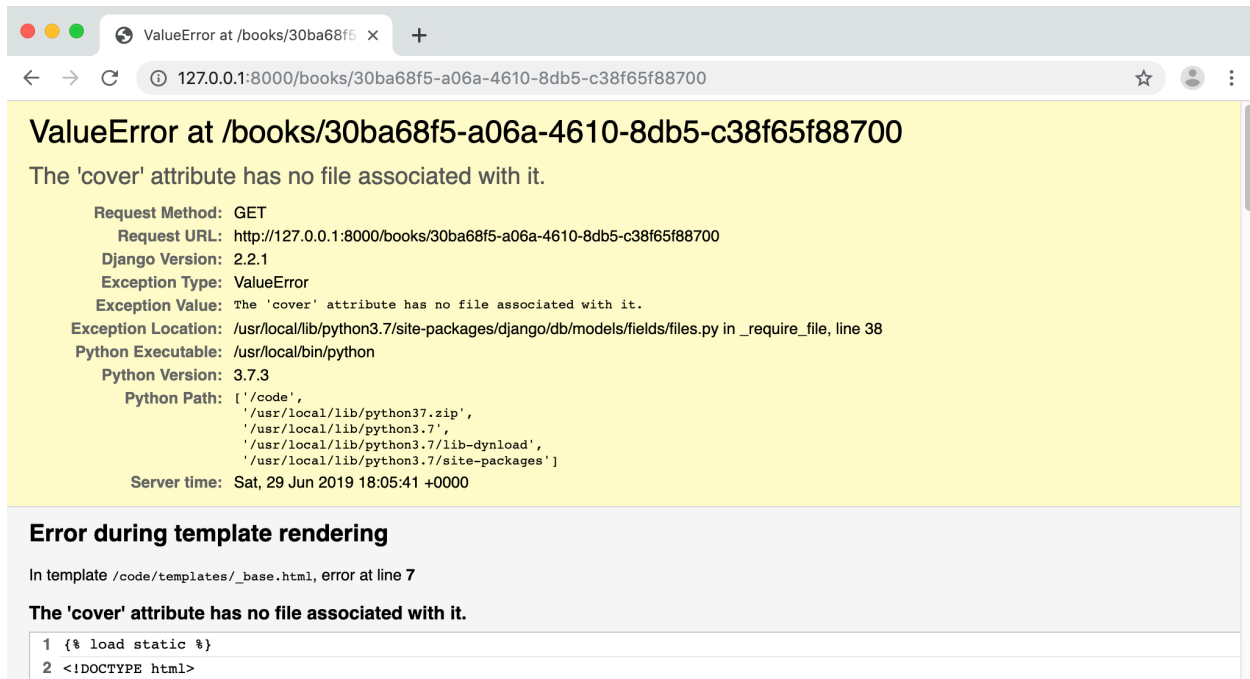 ValueError at /books/30ba68f5
127.0.0.1:8000/books/30ba68f5-a06a-4610-8db5-c38f65f88700
ValueError at /books/30ba68f5-a06a-4610-8db5-c38f65f88700
The 'cover' attribute has no file associated with it.
Request Method: GET
Request URL: http://127.0.0.1:8000/books/30ba68f5-a06a-4610-8db5-c38f65f88700
Django Version: 2.2.1
Exception Type: ValueError
Exception Value: The 'cover' attribute has no file associated with it.
Exception Location: /usr/local/lib/python3.7/site-packages/django/db/models/fields/files.py in _require_file, line 38
Python Executable: /usr/local/bin/python
Python Version: 3.7.3
Python Path: ['/code',
'/usr/local/lib/python37.zip',
'/usr/local/lib/python3.7',
'/usr/local/lib/python3.7/lib-dynload',
'/usr/local/lib/python3.7/site-packages']
Server time: Sat, 29 Jun 2019 18:05:41 +0000
Error during template rendering
In template /code/templates/_base.html, error at line 7
The 'cover' attribute has no file associated with it.
1 {% load static %}
2 <!DOCTYPE html>